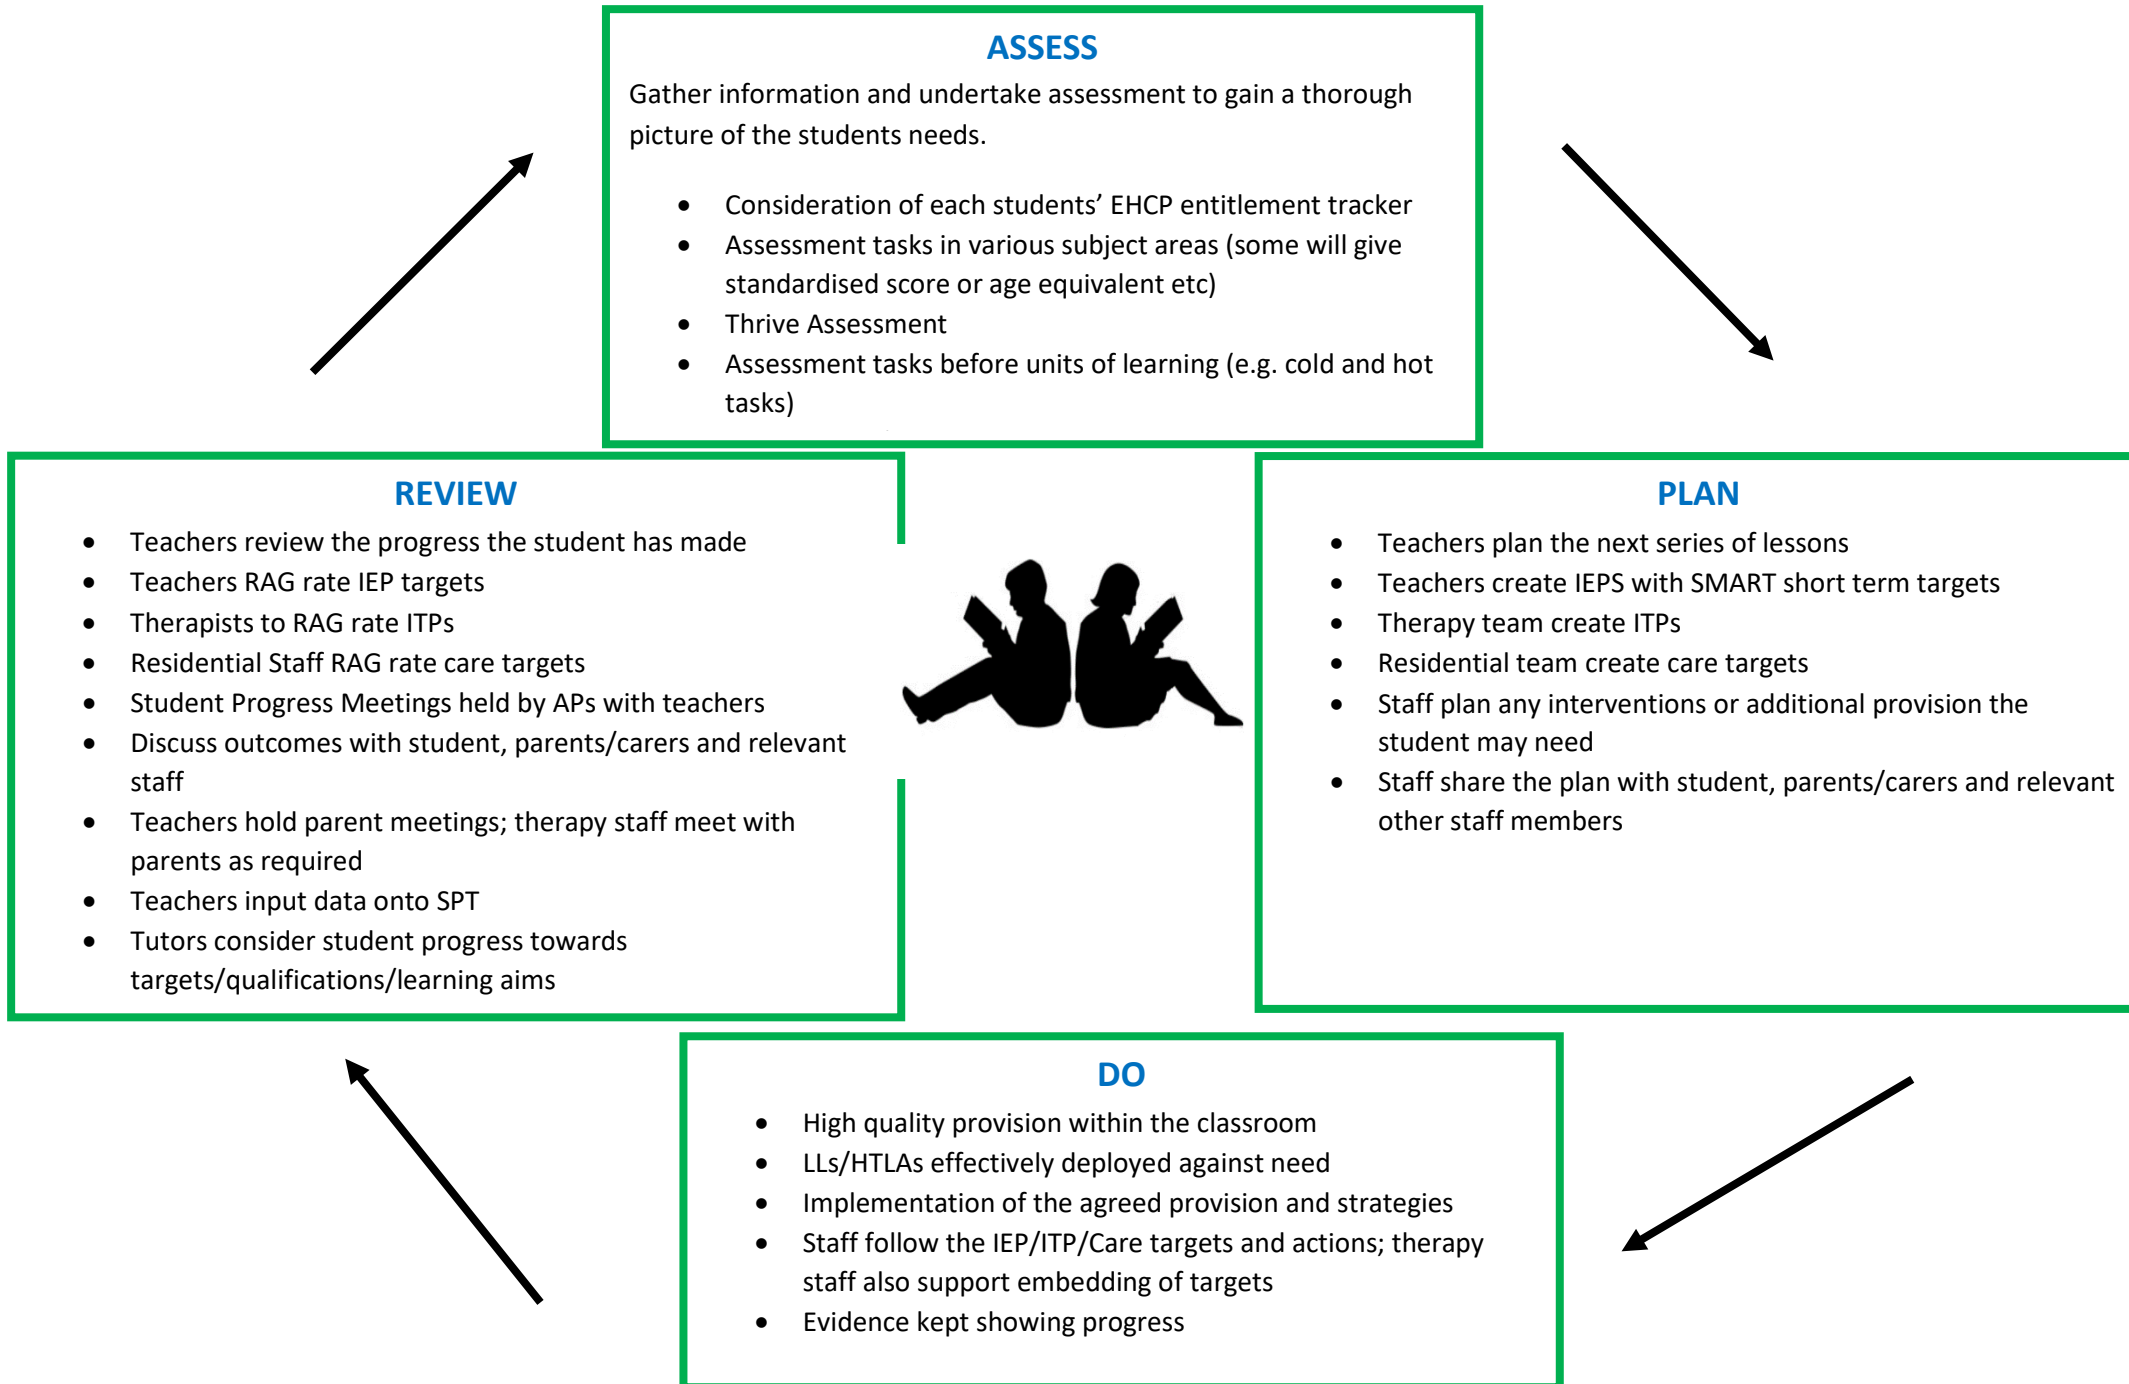 ASSESS
Gather information and undertake assessment to gain a thorough
picture of the students needs.
• Consideration of each students’ EHCP entitlement tracker
• Assessment tasks in various subject areas (some will give
standardised score or age equivalent etc)
• Thrive Assessment
• Assessment tasks before units of learning (e.g. cold and hot
tasks)
REVIEW
• Teachers review the progress the student has made
• Teachers RAG rate IEP targets
• Therapists to RAG rate ITPs
• Residential Staff RAG rate care targets
• Student Progress Meetings held by APs with teachers
• Discuss outcomes with student, parents/carers and relevant
staff
• Teachers hold parent meetings; therapy staff meet with
parents as required
• Teachers input data onto SPT
• Tutors consider student progress towards
targets/qualifications/learning aims
PLAN
• Teachers plan the next series of lessons
• Teachers create IEPS with SMART short term targets
• Therapy team create ITPs
• Residential team create care targets
• Staff plan any interventions or additional provision the
student may need
• Staff share the plan with student, parents/carers and relevant
other staff members
DO
• High quality provision within the classroom
• LLs/HTLAs effectively deployed against need
• Implementation of the agreed provision and strategies
• Staff follow the IEP/ITP/Care targets and actions; therapy
staff also support embedding of targets
• Evidence kept showing progress